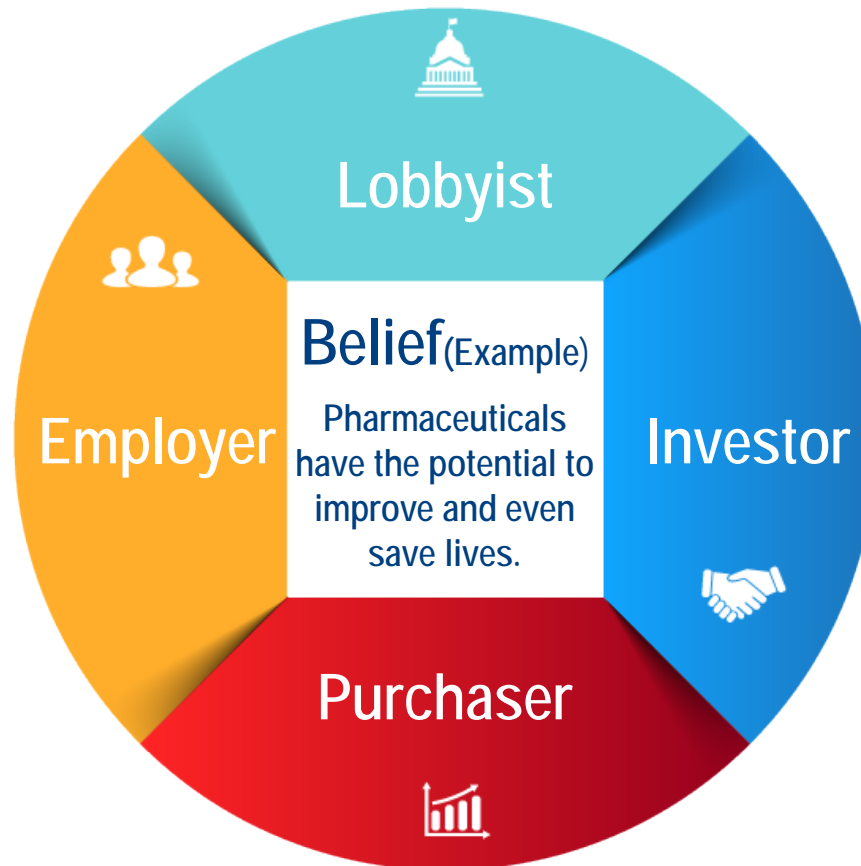 Lobbyist
Belief(Example)
Pharmaceuticals
have the potential to
improve and even
save lives.
Employer
Investor
Purchaser